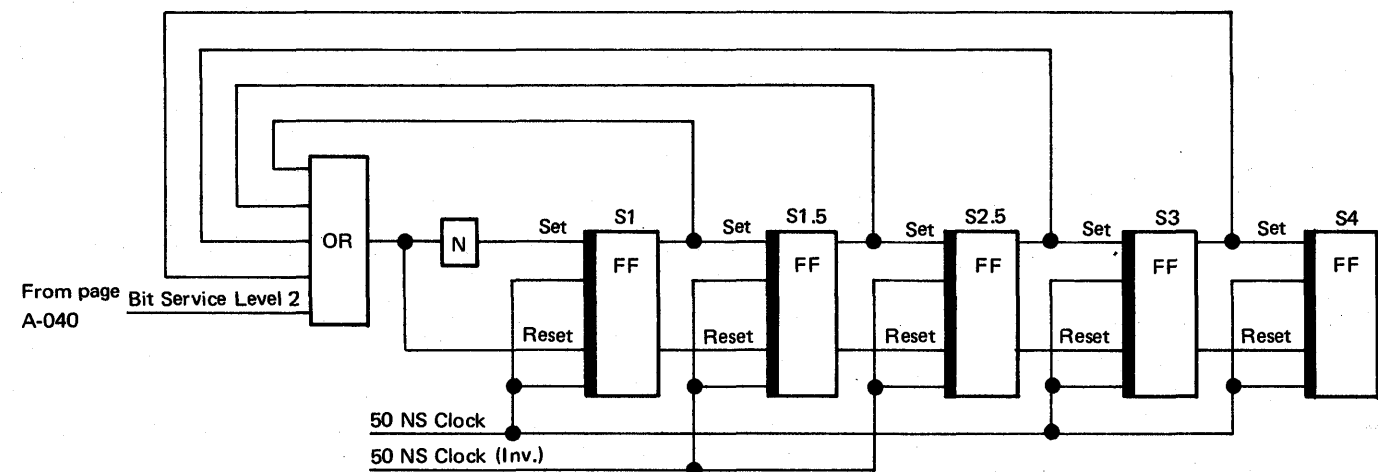 S1
S1.5
S2.5
S3
S4
Set
Set
Set
Set
Set
OR
N
FF
FF
FF
FF
FF
From page
A-040
Bit Service Level 2
Reset
Reset
Reset
Reset
Reset
50 NS Clock
50 NS Clock (Inv.)